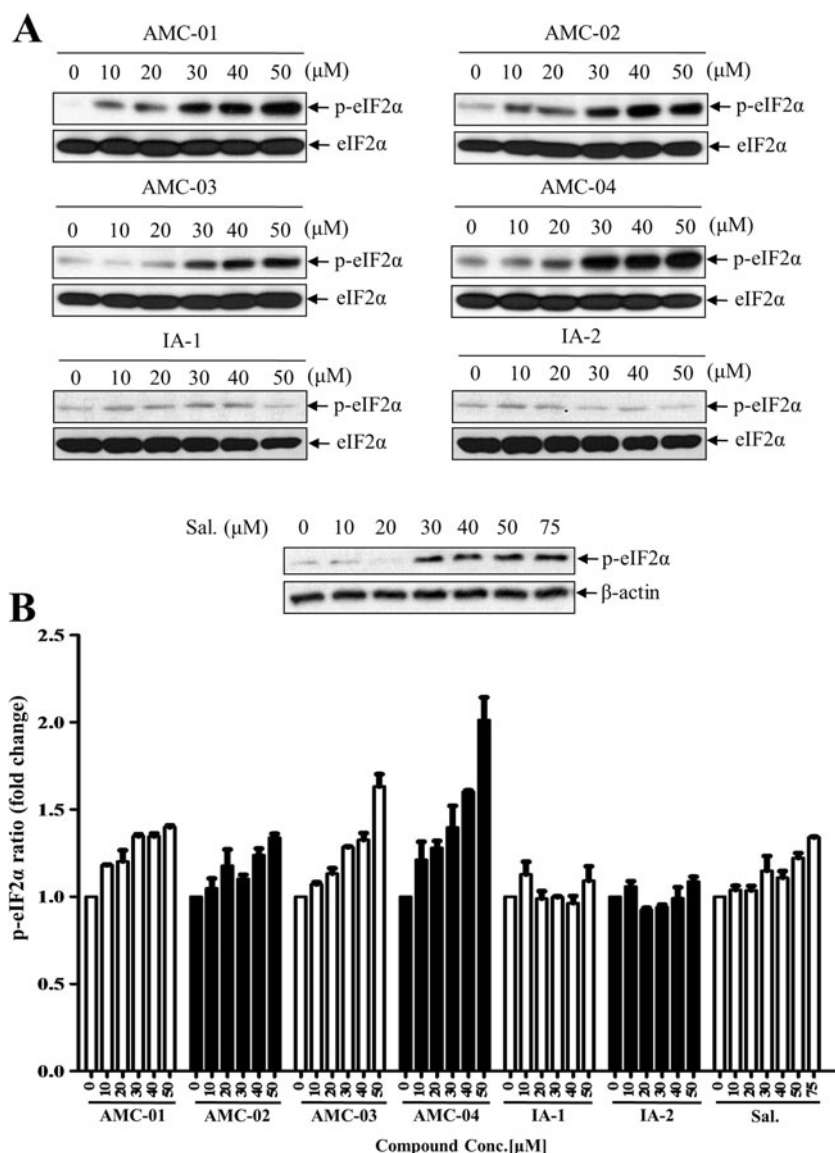 A
AMC-01 AMC-02
0 10 20 30 40 50 (μM) 0 10 20 30 40 50 (μM)
p-eIF2α p-eIF2α
eIF2α eIF2α
AMC-03 AMC-04
0 10 20 30 40 50 (μM) 0 10 20 30 40 50 (μM)
p-eIF2α p-eIF2α
eIF2α eIF2α
IA-1 IA-2
0 10 20 30 40 50 (μM) 0 10 20 30 40 50 (μM)
p-eIF2α p-eIF2α
eIF2α eIF2α
Sal. (μM) 0 10 20 30 40 50 75
p-eIF2α
β-actin
B
p-eIF2α ratio (fold change)
2.5
2.0
1.5
1.0
0.5
0.0
0 10 20 30 40 50 0 10 20 30 40 50 0 10 20 30 40 50 0 10 20 30 40 50 0 10 20 30 40 50 0 10 20 30 40 50 0 10 20 30 40 50 75
AMC-01 AMC-02 AMC-03 AMC-04 IA-1 IA-2 Sal.
Compound Conc.[μM]